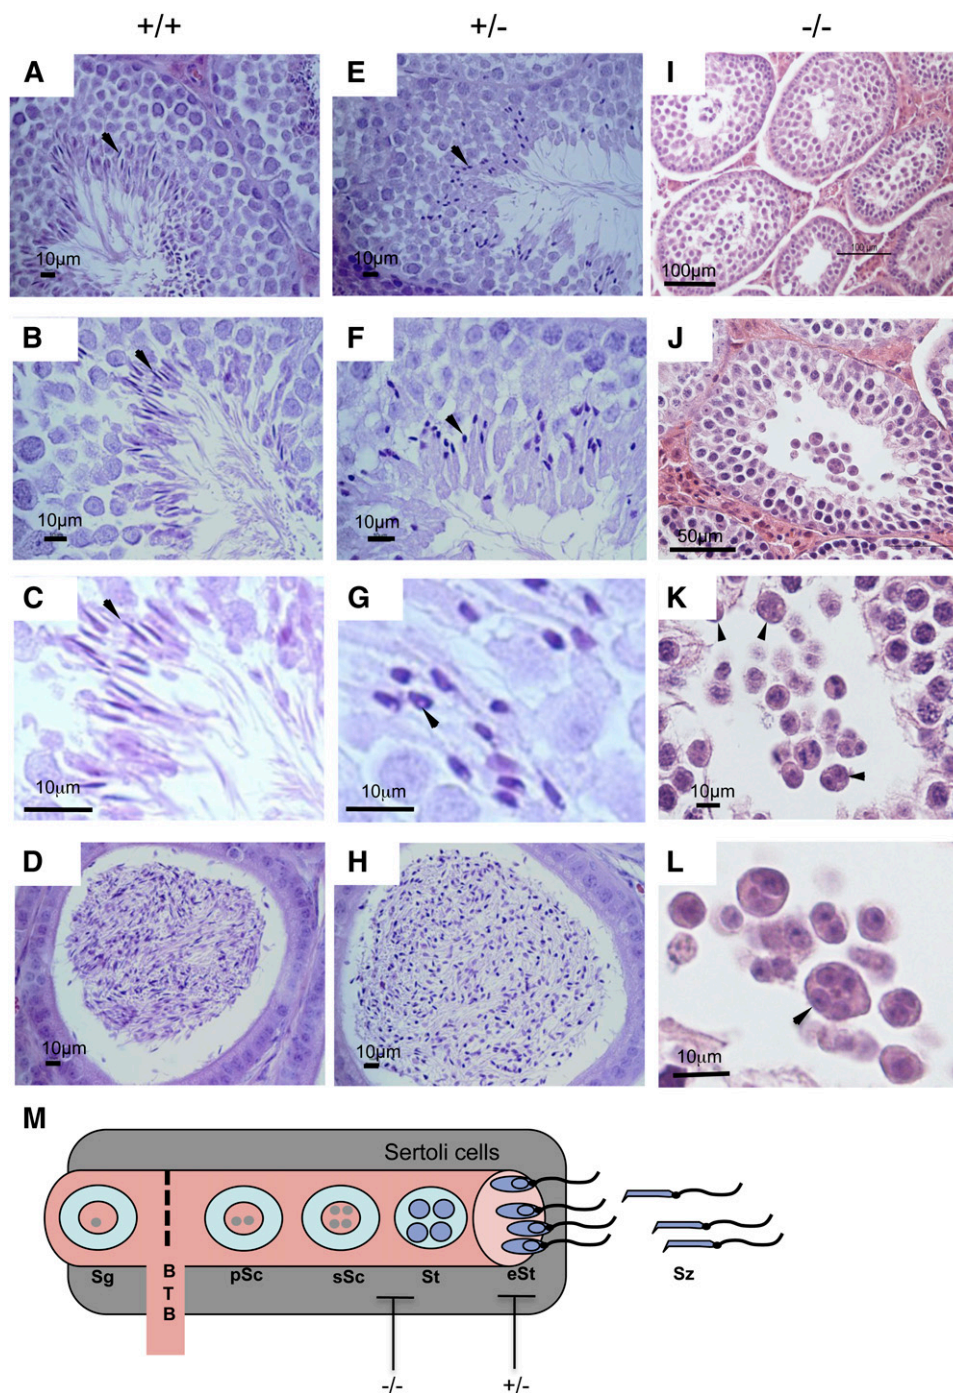 +/+ +/- -/-
A E I
10µm 10µm 100µm 100 µm
B F J
10µm 10µm 50µm
C G K
10µm 10µm 10µm
D H L
10µm 10µm 10µm
M
Sertoli cells
Sg pSc sSc St eSt Sz
B
T
B
-/- +/-